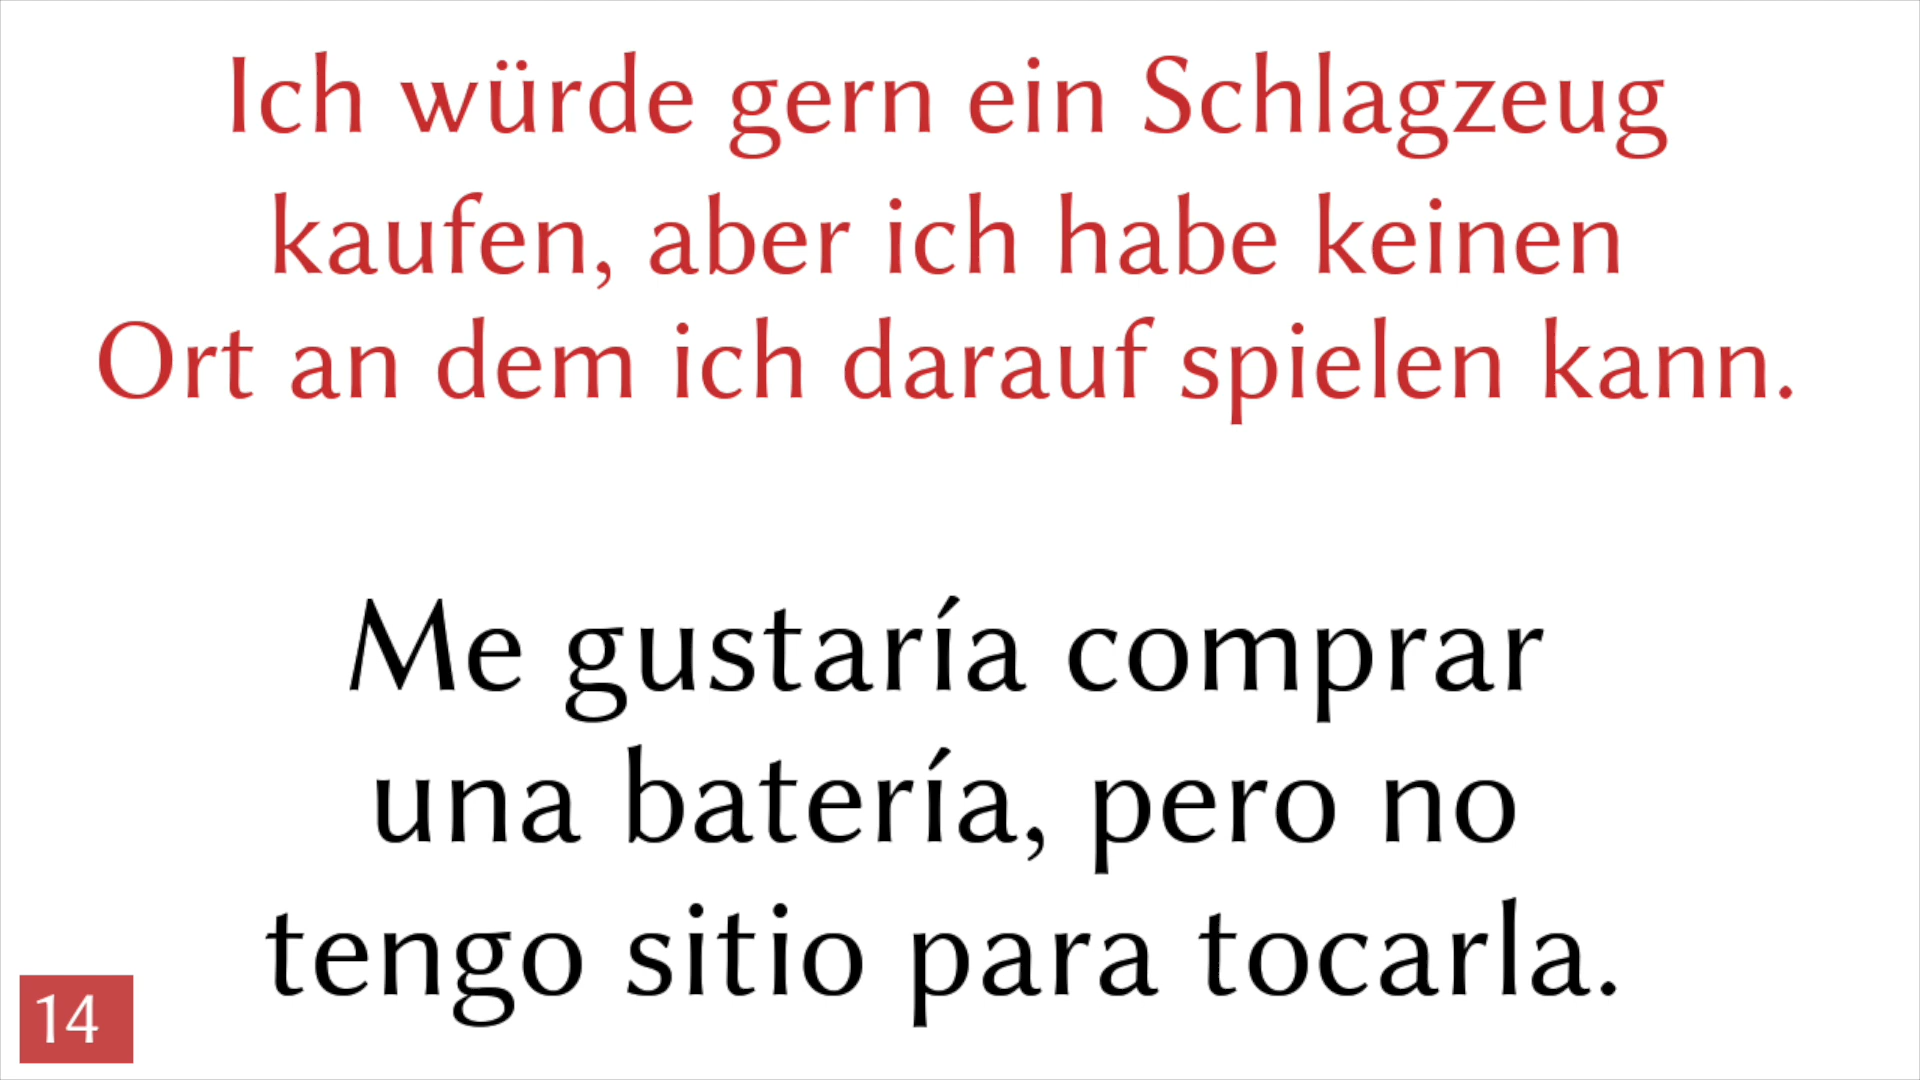 Ich würde gern ein Schlagzeug
kaufen, aber ich habe keinen
Ort an dem ich darauf spielen kann.
Me gustaría comprar
una batería, pero no
tengo sitio para tocarla.
14